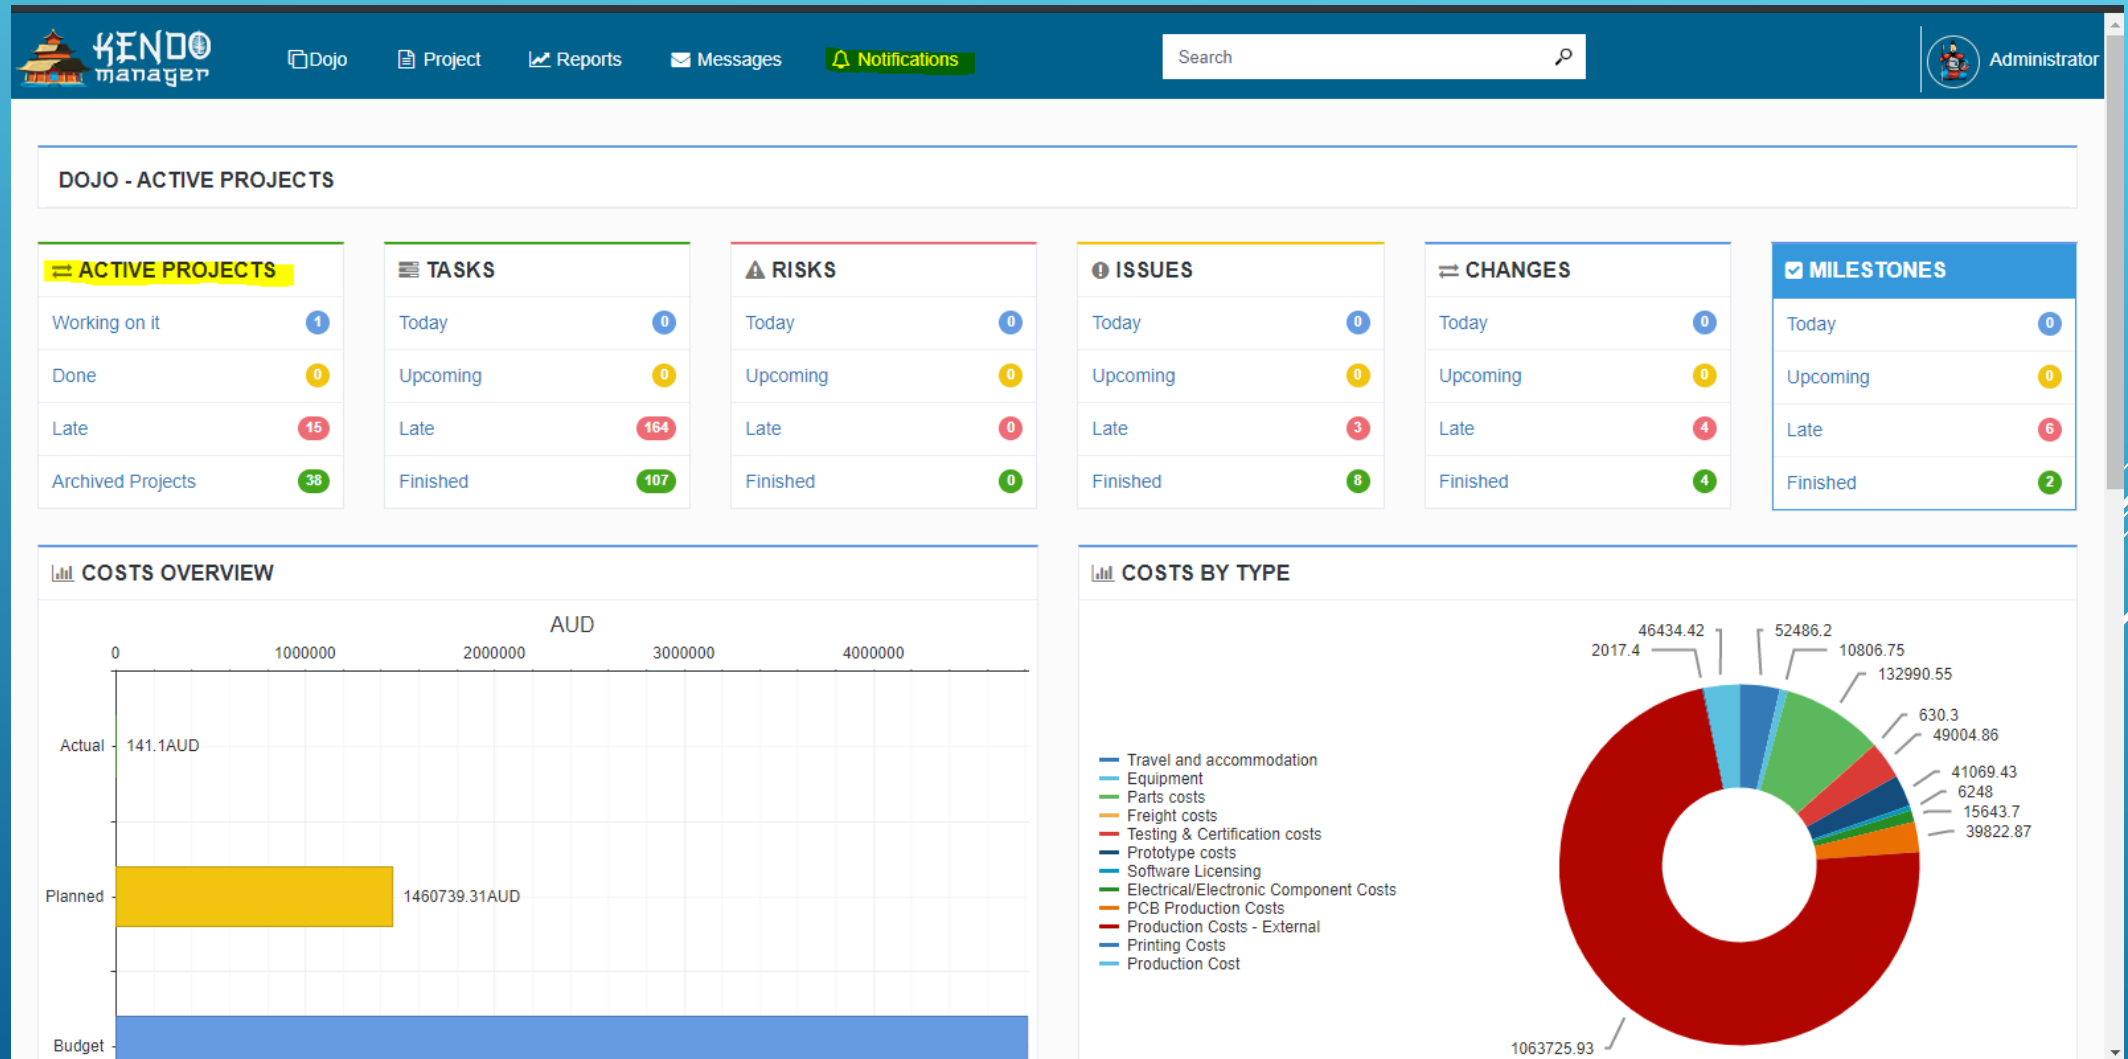 KENDO
manager
Dojo
Project
Reports
Messages
Notifications
Search
Administrator
DOJO - ACTIVE PROJECTS
ACTIVE PROJECTS
Working on it 1
Done 0
Late 15
Archived Projects 38
TASKS
Today 0
Upcoming 0
Late 164
Finished 107
RISKS
Today 0
Upcoming 0
Late 0
Finished 0
ISSUES
Today 0
Upcoming 0
Late 3
Finished 8
CHANGES
Today 0
Upcoming 0
Late 4
Finished 4
MILESTONES
Today 0
Upcoming 0
Late 6
Finished 2
COSTS OVERVIEW
AUD
0 1000000 2000000 3000000 4000000
Actual 141.1AUD
Planned 1460739.31AUD
Budget
COSTS BY TYPE
Travel and accommodation
Equipment
Parts costs
Freight costs
Testing & Certification costs
Prototype costs
Software Licensing
Electrical/Electronic Component Costs
PCB Production Costs
Production Costs - External
Printing Costs
Production Cost
46434.42
2017.4
52486.2
10806.75
132990.55
630.3
49004.86
41069.43
6248
15643.7
39822.87
1063725.93